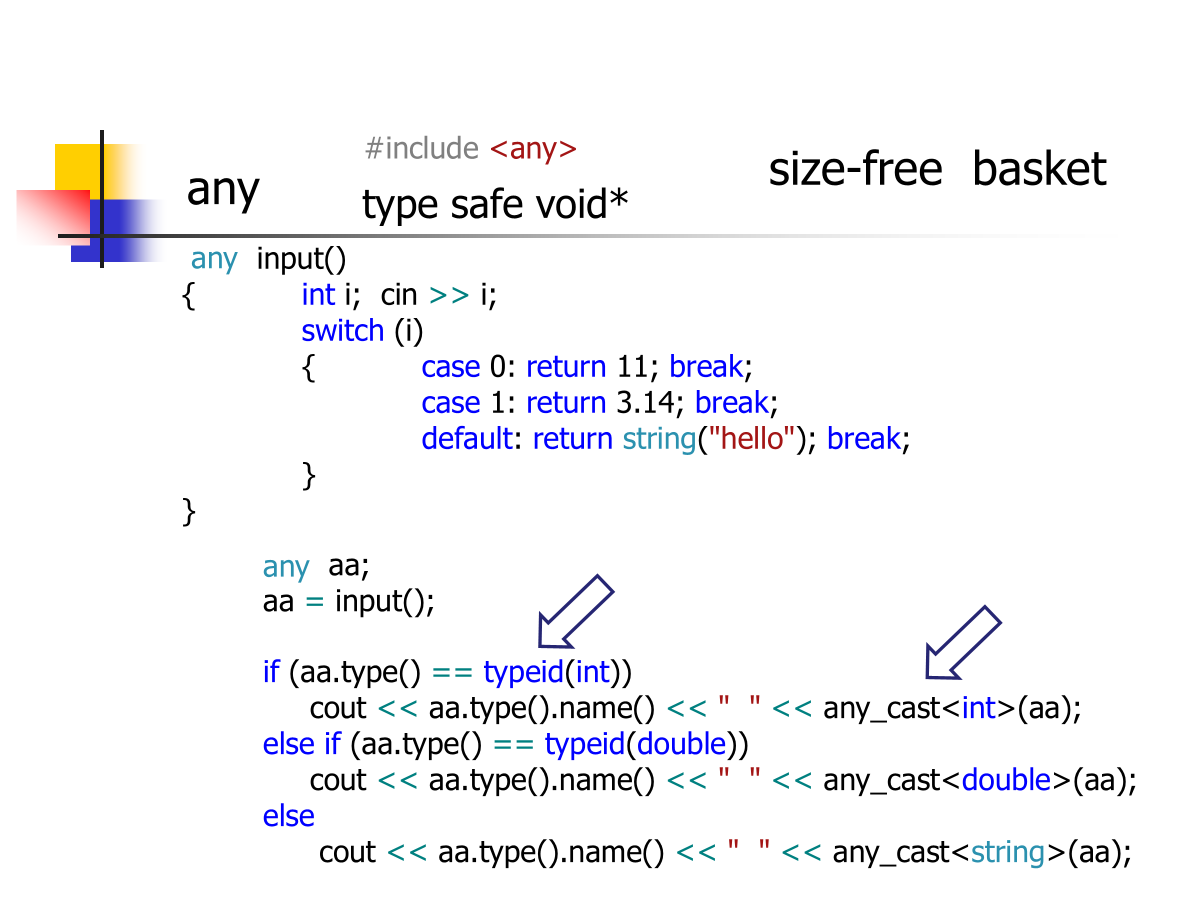 #include <any>
any
type safe void*
size-free  basket
any  input()
{ int i;  cin >> i;
switch (i)
{ case 0: return 11; break;
case 1: return 3.14; break;
default: return string("hello"); break;
}
}
any  aa;
aa = input();
if (aa.type() == typeid(int))
cout << aa.type().name() << "  " << any_cast<int>(aa);
else if (aa.type() == typeid(double))
cout << aa.type().name() << "  " << any_cast<double>(aa);
else
cout << aa.type().name() << "  " << any_cast<string>(aa);